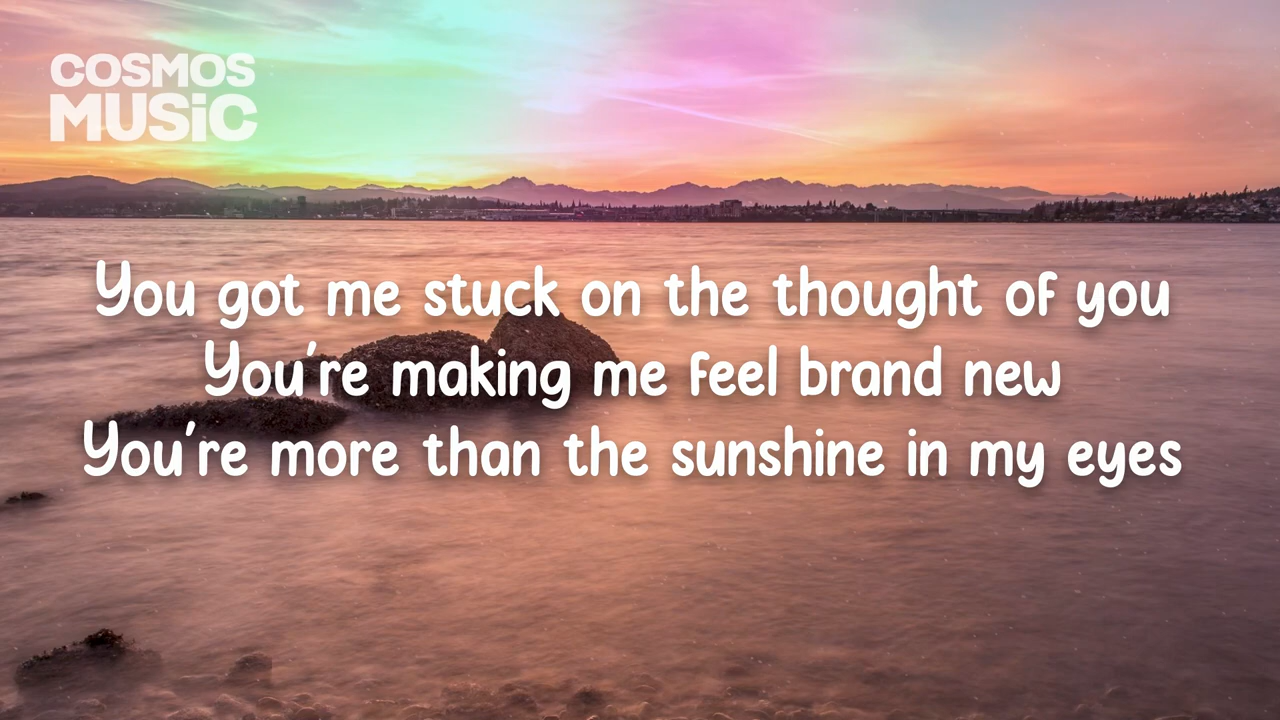 COSMOS
MUSiC
You got me stuck on the thought of you
You're making me feel brand new
You're more than the sunshine in my eyes